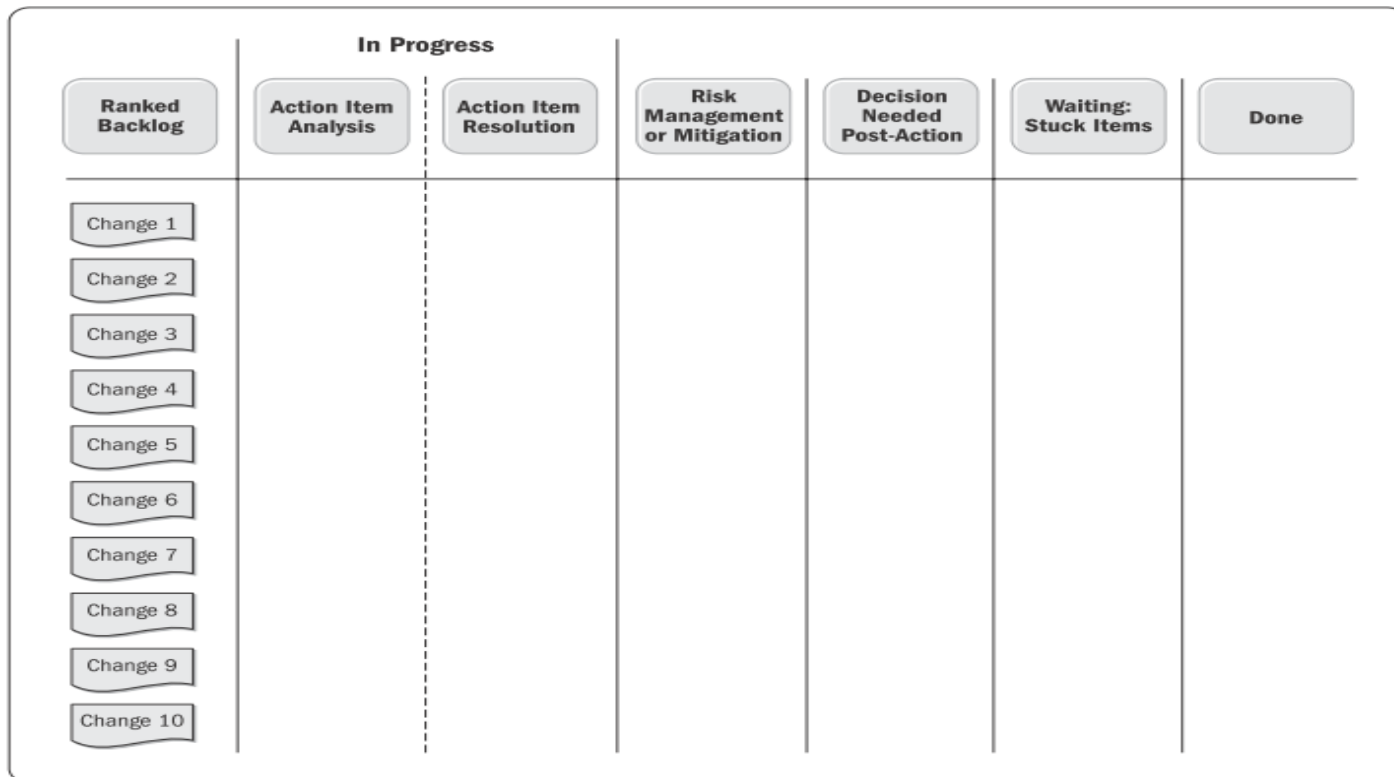 In Progress
Ranked
Backlog
Action Item
Analysis
Action Item
Resolution
Risk
Management
or Mitigation
Decision
Needed
Post-Action
Waiting:
Stuck Items
Done
Change 1
Change 2
Change 3
Change 4
Change 5
Change 6
Change 7
Change 8
Change 9
Change 10